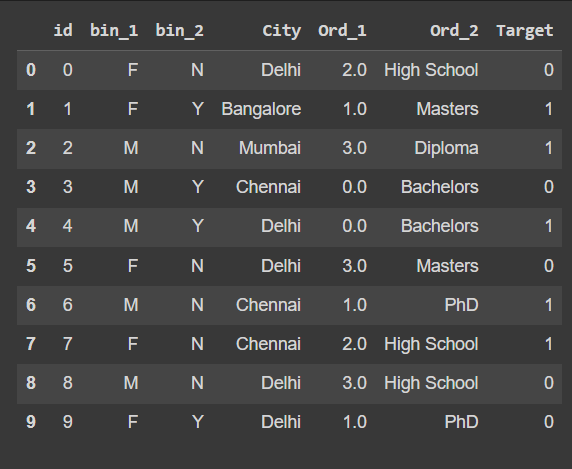 id bin_1 bin_2 City Ord_1 Ord_2 Target
0 0 F N Delhi 2.0 High School 0
1 1 F Y Bangalore 1.0 Masters 1
2 2 M N Mumbai 3.0 Diploma 1
3 3 M Y Chennai 0.0 Bachelors 0
4 4 M Y Delhi 0.0 Bachelors 1
5 5 F N Delhi 3.0 Masters 0
6 6 M N Chennai 1.0 PhD 1
7 7 F N Chennai 2.0 High School 1
8 8 M N Delhi 3.0 High School 0
9 9 F Y Delhi 1.0 PhD 0